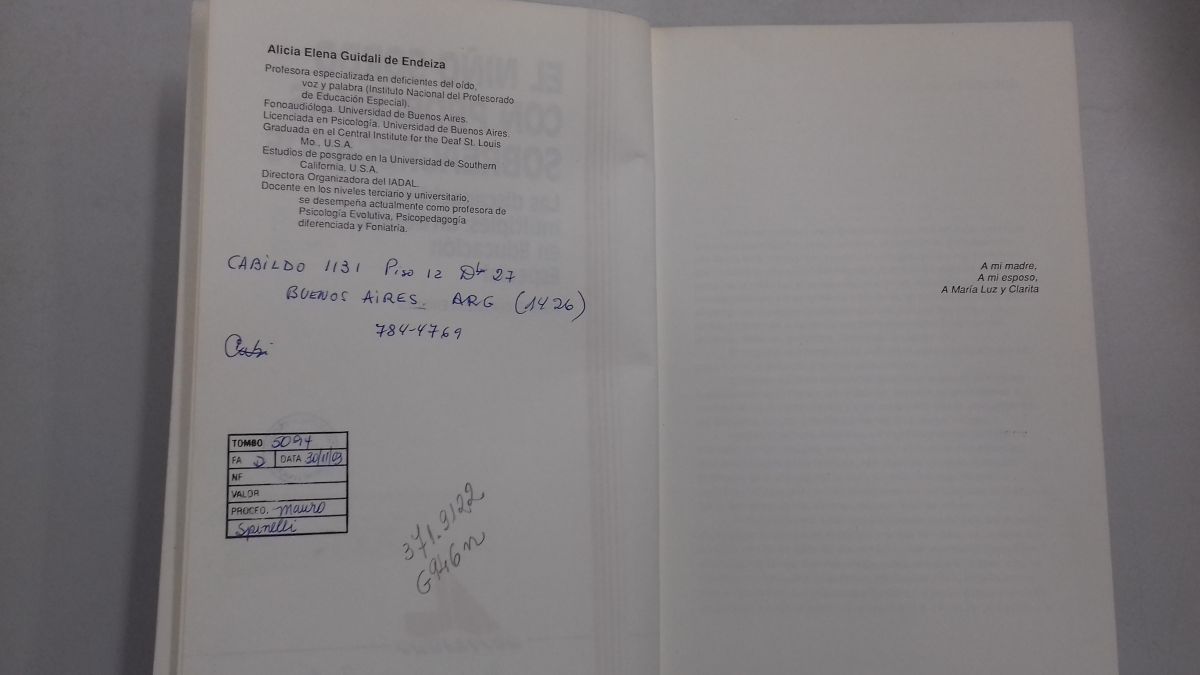 Alicia Elena Guidali de Endeiza
Profesora especializada en deficientes del oído,
voz y palabra (Instituto Nacional del Profesorado
de Educación Especial).
Fonoaudióloga. Universidad de Buenos Aires.
Licenciada en Psicología. Universidad de Buenos Aires.
Graduada en el Central Institute for the Deaf St. Louis
Mo., U.S.A.
Estudios de posgrado en la Universidad de Southern
California, U.S.A.
Directora Organizadora del IADAL.
Docente en los niveles terciario y universitario,
se desempeña actualmente como profesora de
Psicología Evolutiva, Psicopedagogía
diferenciada y Foniatría.
CABILDO 1131 Piso 12 Dto 27
BUENOS AIRES. ARG (1426)
784-4769
TOMBO 5094
FA D DATA 30/11/03
NF
VALOR
PROCED. Mauro
Spinelli
371.9122
G946n
A mi madre,
A mi esposo,
A María Luz y Clarita